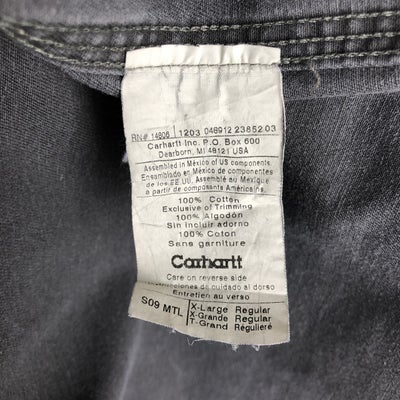 RN# 14806 1203 048912 23852 03
Carhartt Inc. P.O. Box 600
Dearborn, MI 48121 USA
Assembled in México of US components
Ensamblado en México de componentes
de los EE.UU. Assemblé au Mexique
à partir de composants Américains.
100% Cotton
Exclusive of Trimming
100% Algodón
Sin incluir adorno
100% Coton
Sans garniture
Carhartt
Care on reverse side
Instrucciones de cuidado al dorso
Entretien au verso
S09 MTL
X-Large Regular
X-Grande Regular
T-Grand Régulière